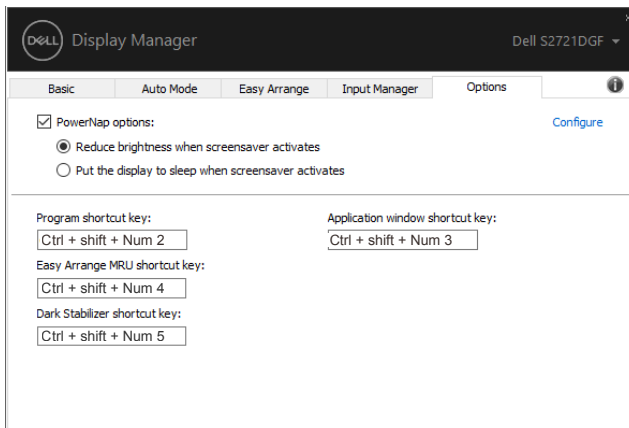 DELL Display Manager
Dell S2721DGF
Basic Auto Mode Easy Arrange Input Manager Options
PowerNap options:
Configure
Reduce brightness when screensaver activates
Put the display to sleep when screensaver activates
Program shortcut key:
Application window shortcut key:
Ctrl + shift + Num 2
Ctrl + shift + Num 3
Easy Arrange MRU shortcut key:
Ctrl + shift + Num 4
Dark Stabilizer shortcut key:
Ctrl + shift + Num 5